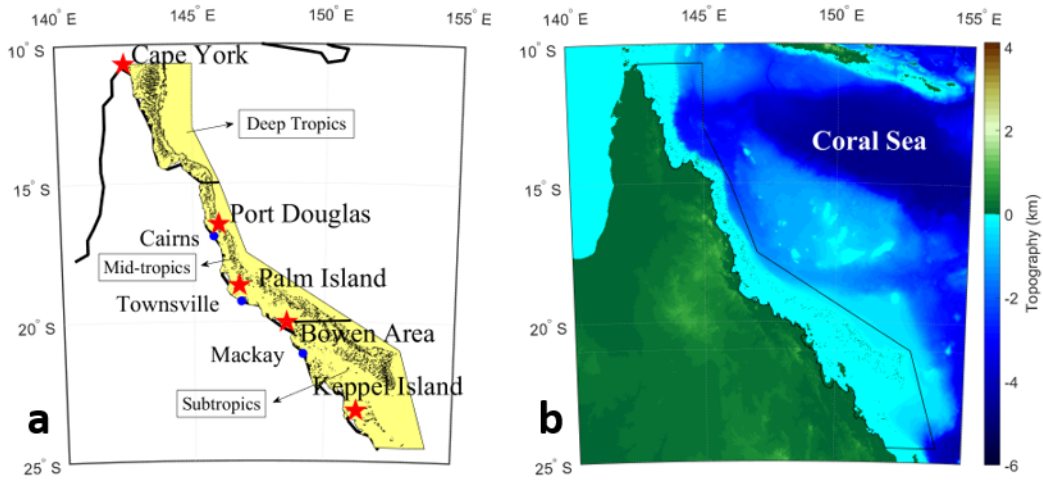 140° E 145° E 150° E 155° E
140° E 145° E 150° E 155° E
10° S
Cape York
Deep Tropics
15° S
Port Douglas
Cairns
Mid-tropics
Palm Island
Townsville
20° S
Bowen Area
Mackay
Keppel Island
Subtropics
a
25° S
10° S
Coral Sea
15° S
20° S
b
25° S
4
2
0
-2
-4
-6
Topography (km)